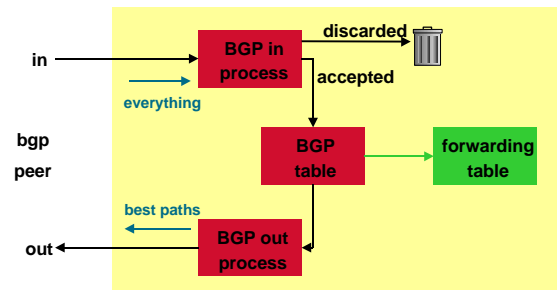 discarded
in
BGP in
process
accepted
everything
bgp
peer
BGP
table
forwarding
table
best paths
out
BGP out
process